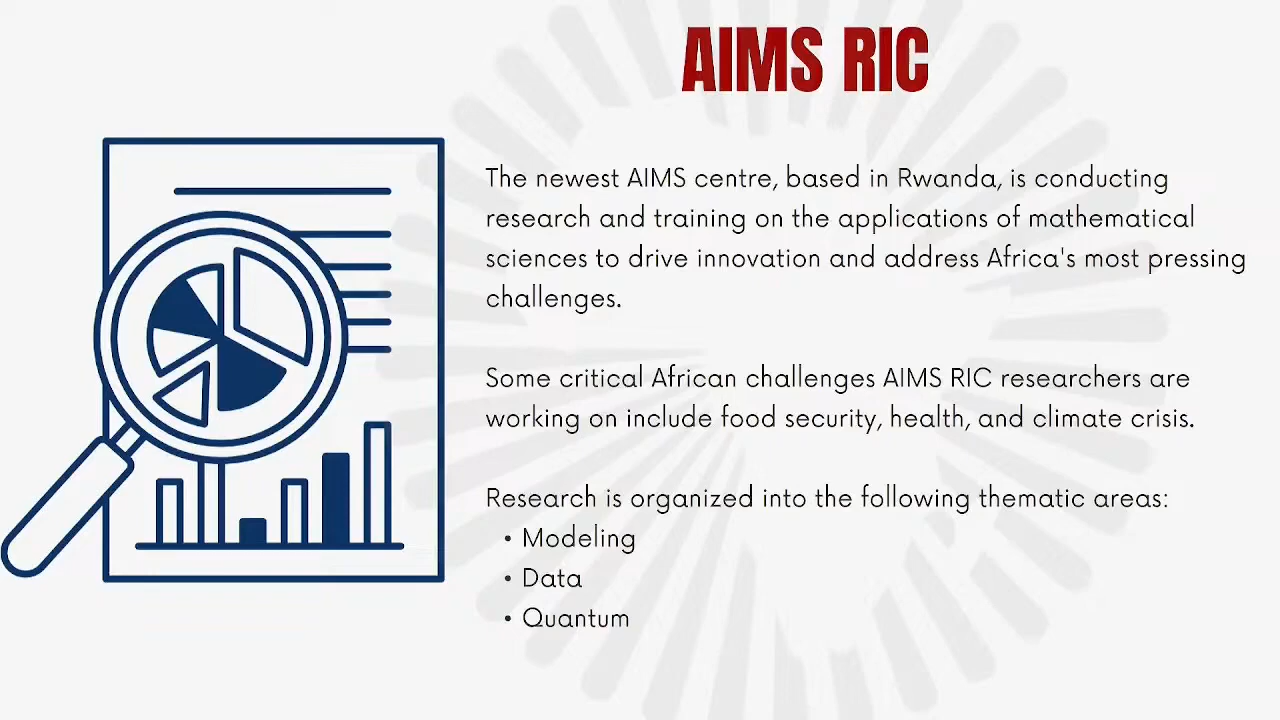 AIMS RIC
The newest AIMS centre, based in Rwanda, is conducting
research and training on the applications of mathematical
sciences to drive innovation and address Africa's most pressing
challenges.
Some critical African challenges AIMS RIC researchers are
working on include food security, health, and climate crisis.
Research is organized into the following thematic areas:
• Modeling
• Data
• Quantum